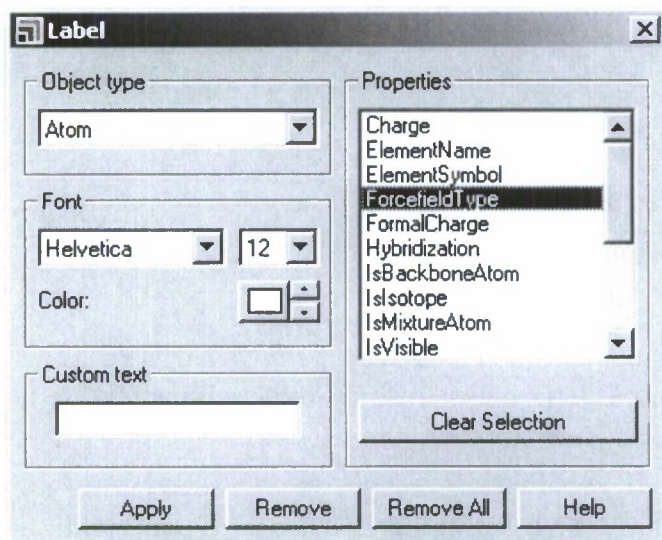 Label
Object type
Atom
Font
Helvetica 12
Color:
Custom text
Properties
Charge
ElementName
ElementSymbol
ForcefieldType
FormalCharge
Hybridization
IsBackboneAtom
IsIsotope
IsMixtureAtom
IsVisible
Clear Selection
Apply Remove Remove All Help